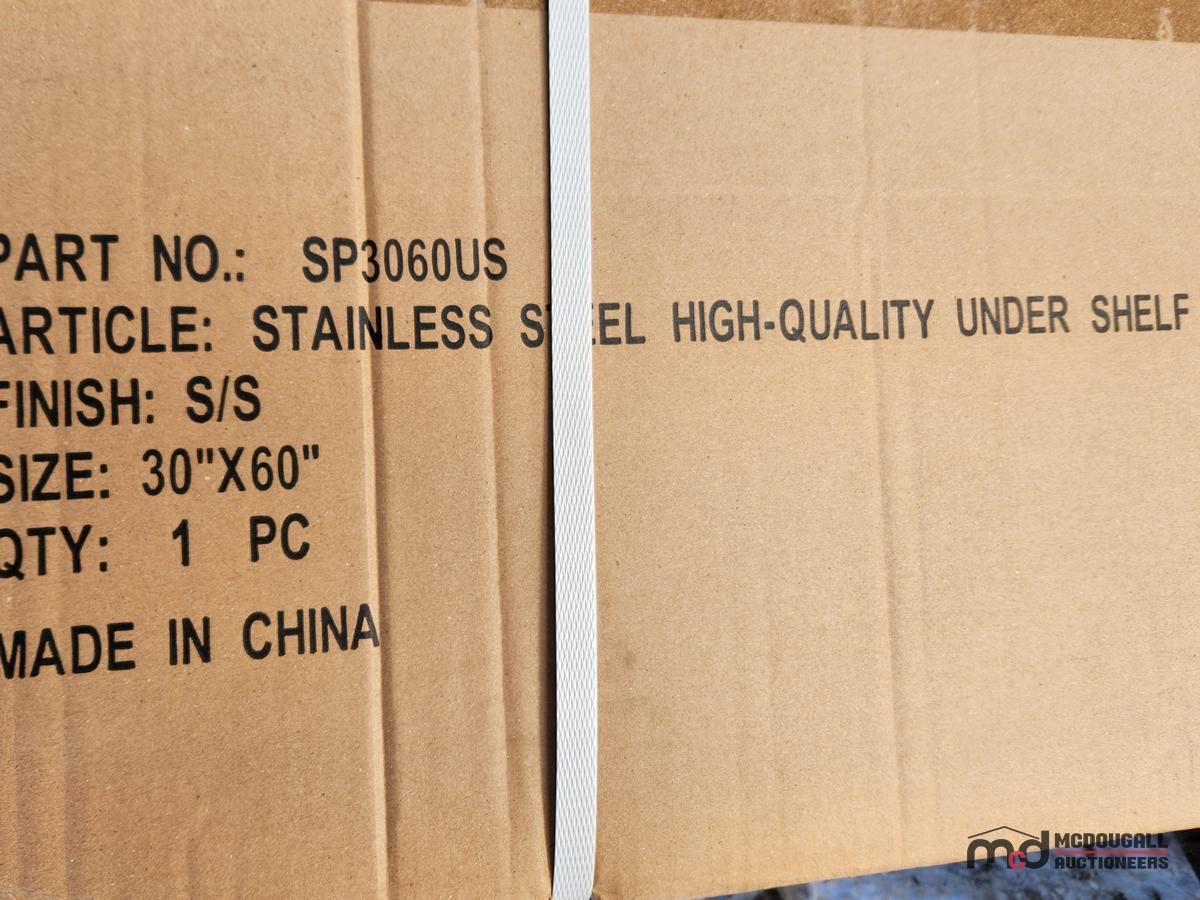 PART NO.: SP3060US
ARTICLE: STAINLESS STEEL HIGH-QUALITY UNDER SHELF
FINISH: S/S
SIZE: 30"X60"
QTY: 1 PC
MADE IN CHINA
mcd MCDOUGALL
AUCTIONEERS